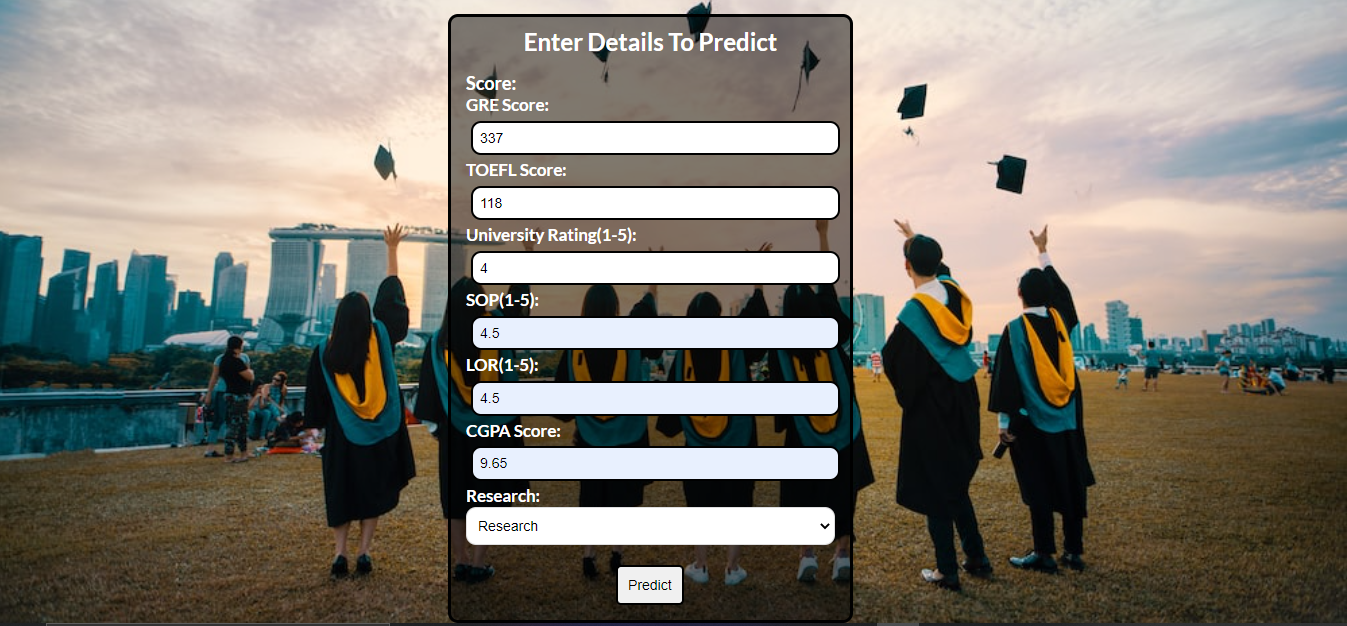 Enter Details To Predict
Score:
GRE Score:
337
TOEFL Score:
118
University Rating(1-5):
4
SOP(1-5):
4.5
LOR(1-5):
4.5
CGPA Score:
9.65
Research:
Research
Predict